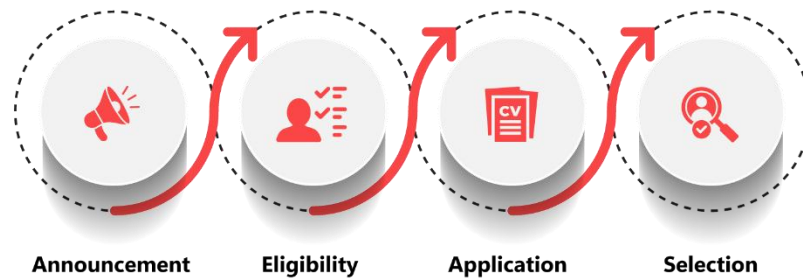 CV
Announcement
Eligibility
Application
Selection